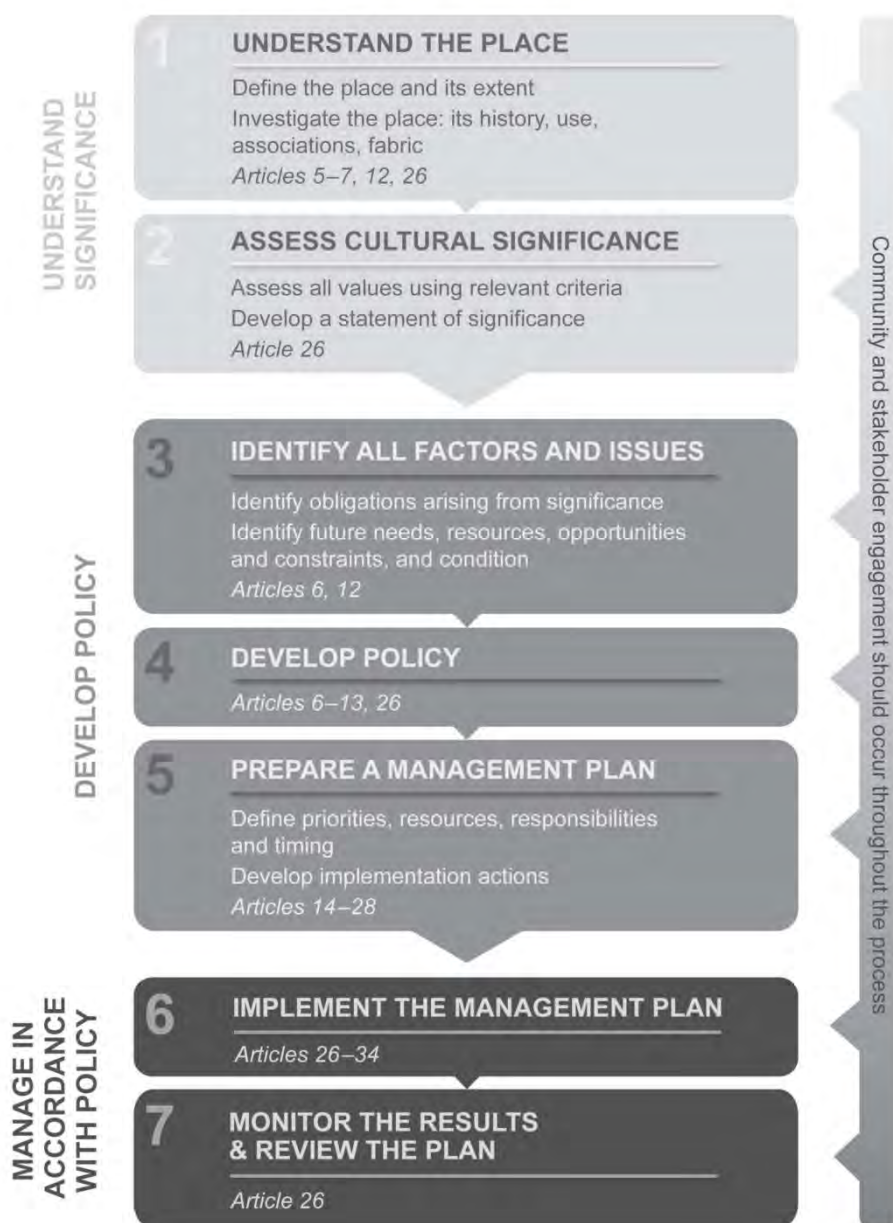 UNDERSTAND
SIGNIFICANCE
1
UNDERSTAND THE PLACE
Define the place and its extent
Investigate the place: its history, use,
associations, fabric
Articles 5–7, 12, 26
2
ASSESS CULTURAL SIGNIFICANCE
Assess all values using relevant criteria
Develop a statement of significance
Article 26
DEVELOP POLICY
3
IDENTIFY ALL FACTORS AND ISSUES
Identify obligations arising from significance
Identify future needs, resources, opportunities
and constraints, and condition
Articles 6, 12
4
DEVELOP POLICY
Articles 6–13, 26
5
PREPARE A MANAGEMENT PLAN
Define priorities, resources, responsibilities
and timing
Develop implementation actions
Articles 14–28
MANAGE IN
ACCORDANCE
WITH POLICY
6
IMPLEMENT THE MANAGEMENT PLAN
Articles 26–34
7
MONITOR THE RESULTS
& REVIEW THE PLAN
Article 26
Community and stakeholder engagement should occur throughout the process